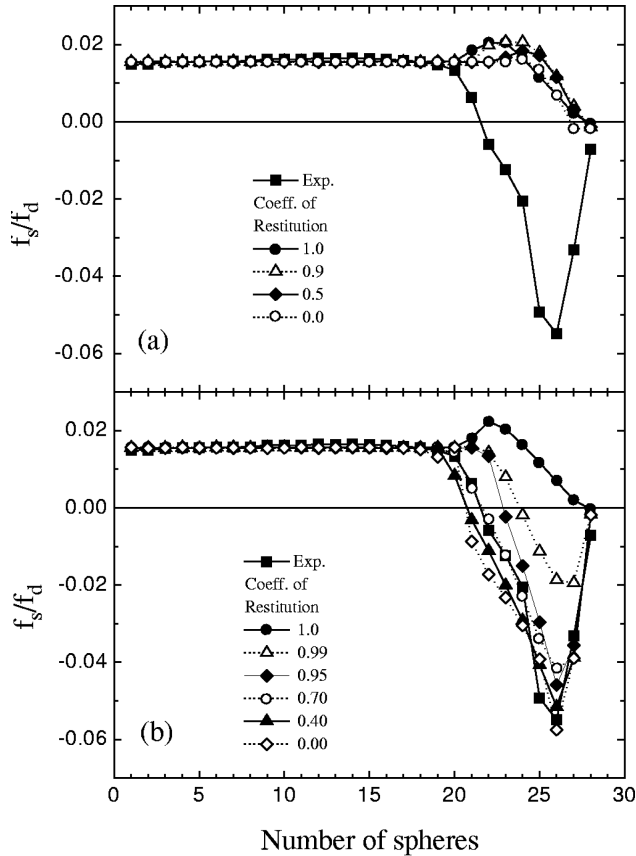 0.02
0.00
-0.02
-0.04
-0.06
f_s/f_d
Exp.
Coeff. of
Restitution
1.0
0.9
0.5
0.0
(a)
0.02
0.00
-0.02
-0.04
-0.06
f_s/f_d
Exp.
Coeff. of
Restitution
1.0
0.99
0.95
0.70
0.40
0.00
(b)
0 5 10 15 20 25 30
Number of spheres